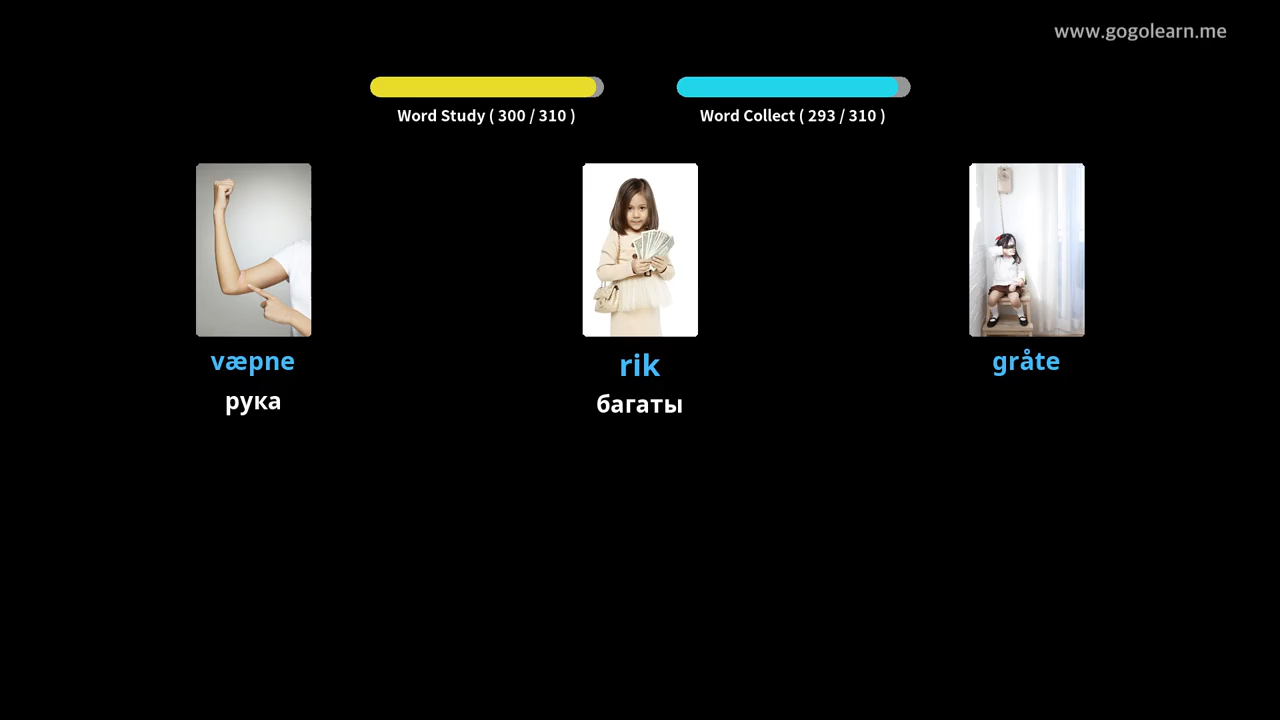 www.gogolearn.me
Word Study ( 300 / 310 )
Word Collect ( 293 / 310 )
væpne
рука
rik
багаты
gråte